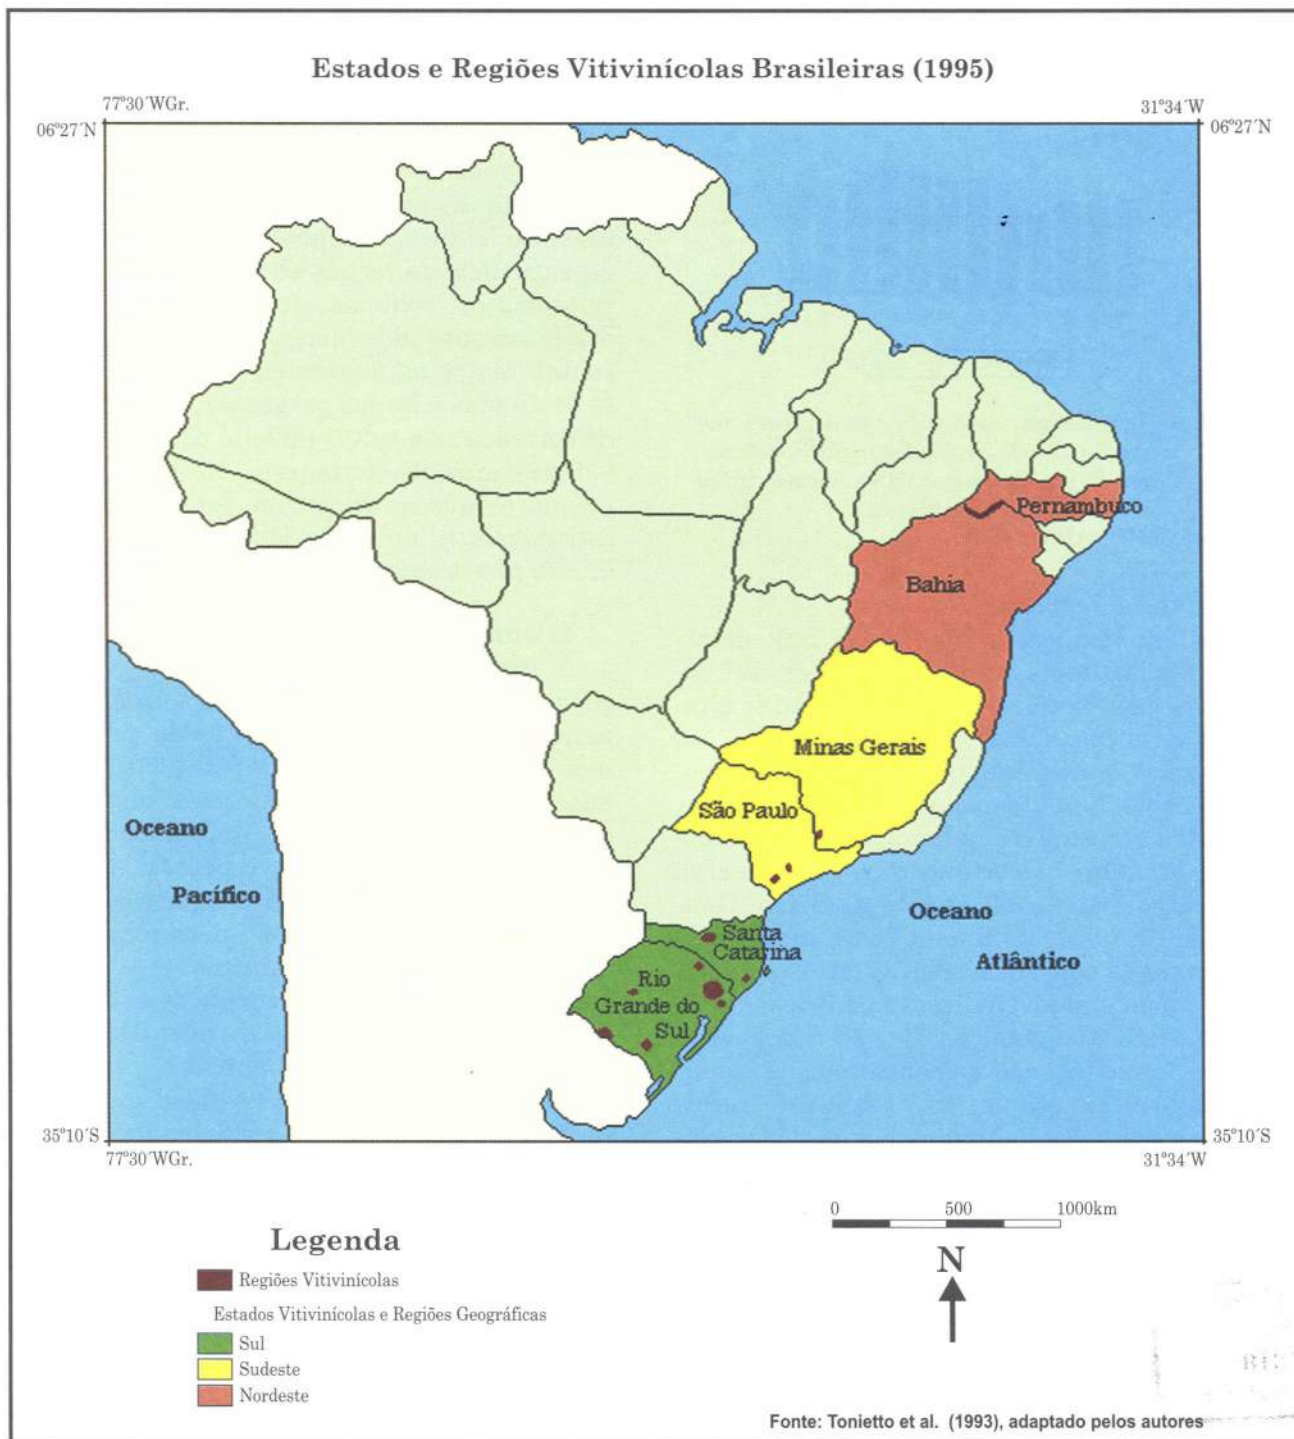 Estados e Regiões Vitivinícolas Brasileiras (1995)
77°30´WGr.
31°34´W
06°27´N
06°27´N
Pernambuco
Bahia
Minas Gerais
São Paulo
Oceano
Pacífico
Oceano
Atlântico
Santa
Catarina
Rio
Grande do
Sul
35°10´S
35°10´S
77°30´WGr.
31°34´W
0 500 1000km
N
Legenda
Regiões Vitivinícolas
Estados Vitivinícolas e Regiões Geográficas
Sul
Sudeste
Nordeste
Fonte: Tonietto et al. (1993), adaptado pelos autores